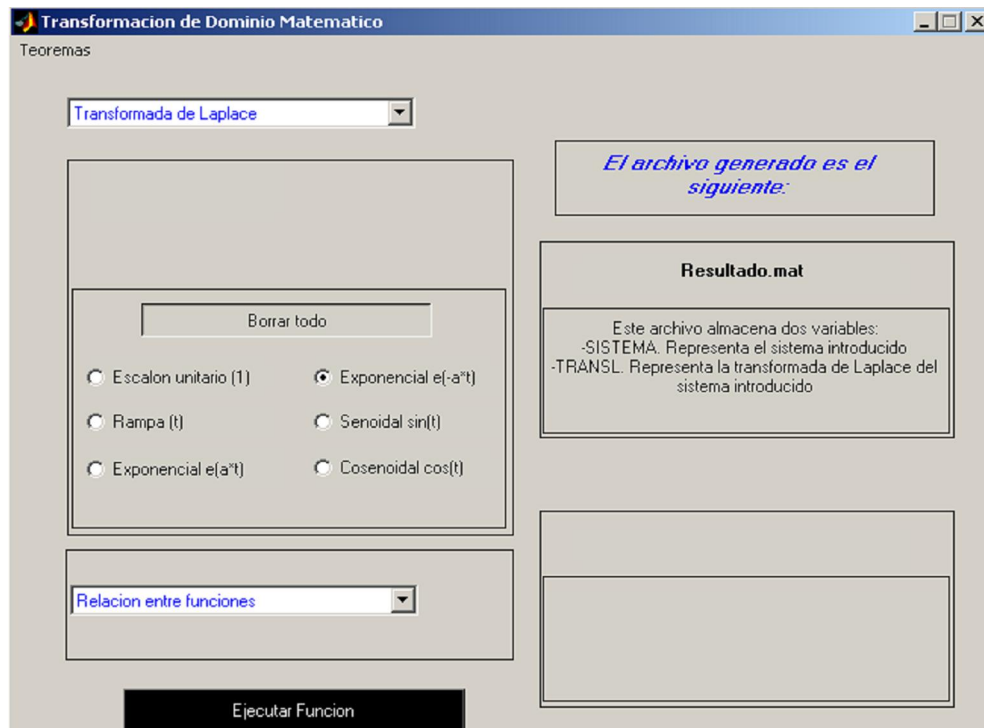 Transformacion de Dominio Matematico
Teoremas
Transformada de Laplace
Borrar todo
Escalon unitario (1)
Exponencial e(-a*t)
Rampa (t)
Senoidal sin(t)
Exponencial e(a*t)
Cosenoidal cos(t)
Relacion entre funciones
Ejecutar Funcion
El archivo generado es el
siguiente:
Resultado.mat
Este archivo almacena dos variables:
-SISTEMA. Representa el sistema introducido
-TRANSL. Representa la transformada de Laplace del
sistema introducido